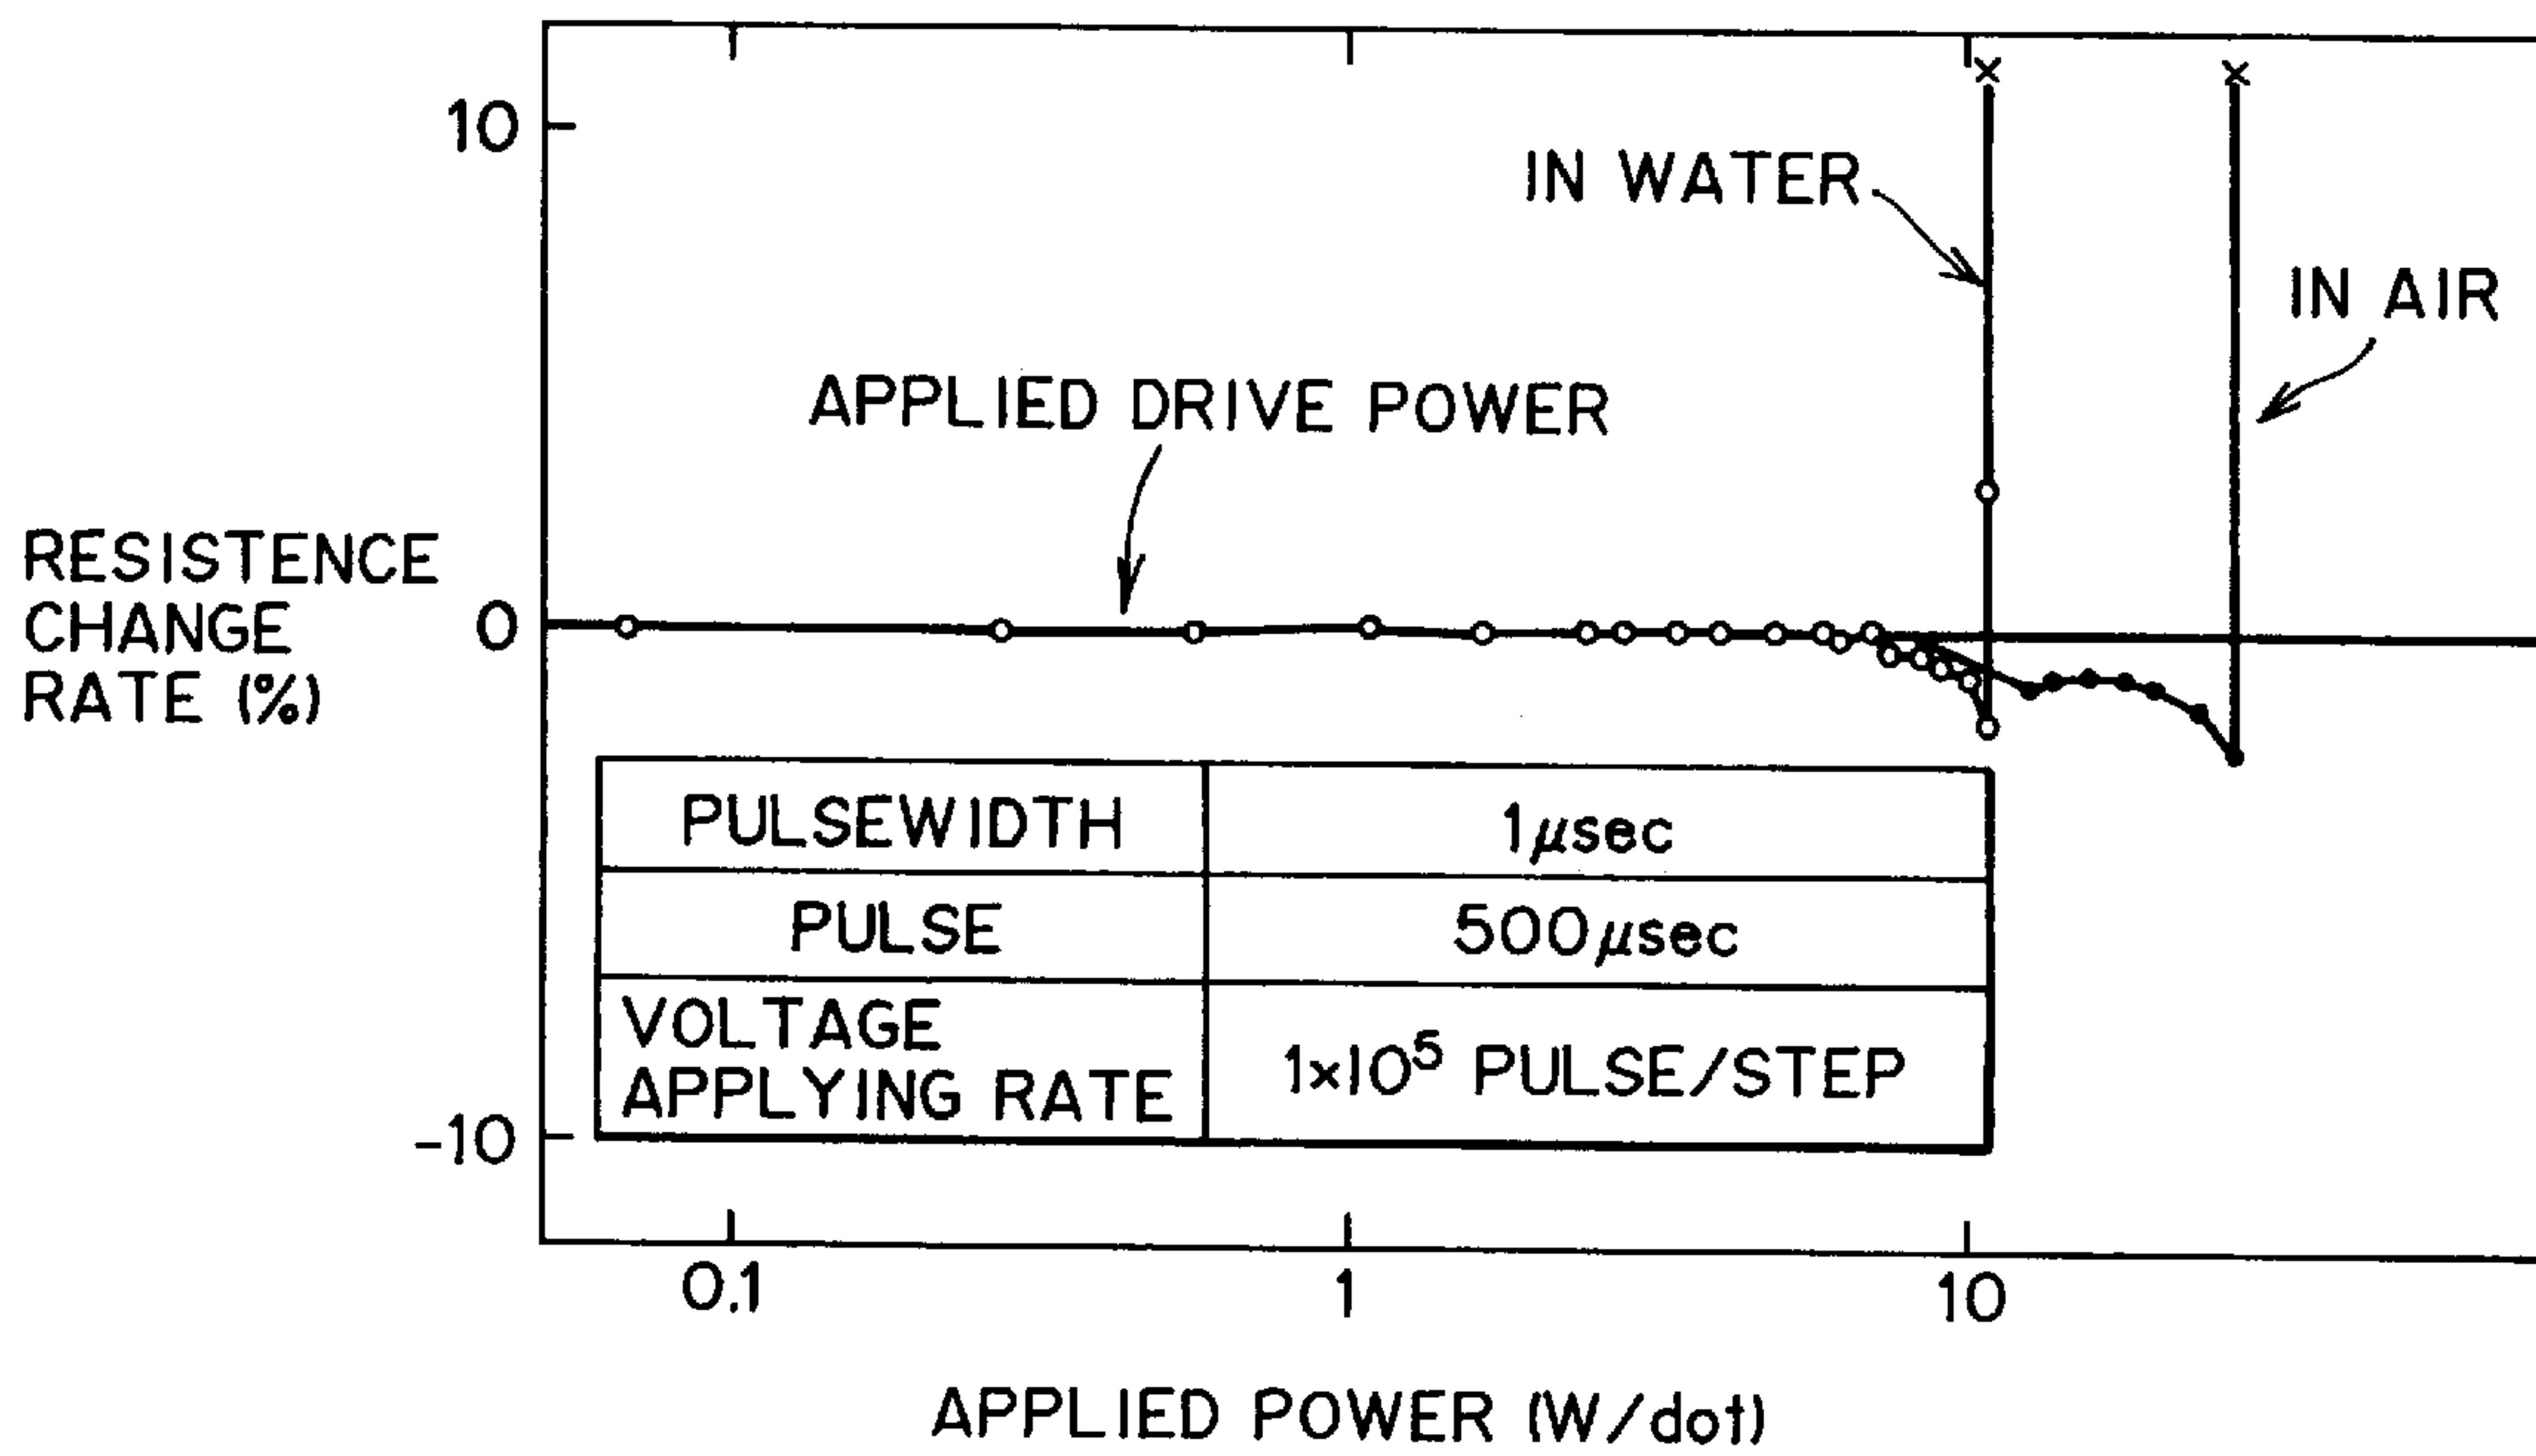 10
IN WATER
IN AIR
APPLIED DRIVE POWER
RESISTENCE
CHANGE
RATE (%)
0
PULSEWIDTH 1μsec
PULSE 500μsec
VOLTAGE
APPLYING RATE 1×10⁵ PULSE/STEP
-10
0.1 1 10
APPLIED POWER (W/dot)